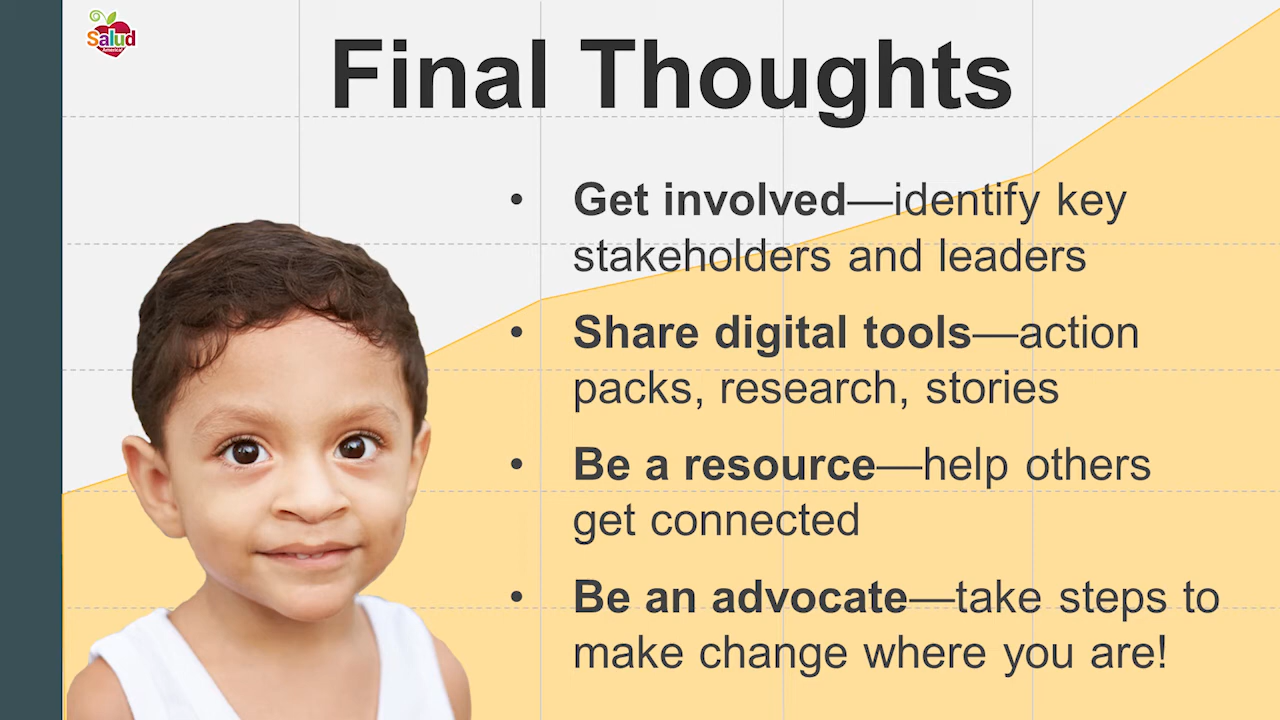 Salud
America!
Final Thoughts
• Get involved—identify key
stakeholders and leaders
• Share digital tools—action
packs, research, stories
• Be a resource—help others
get connected
• Be an advocate—take steps to
make change where you are!